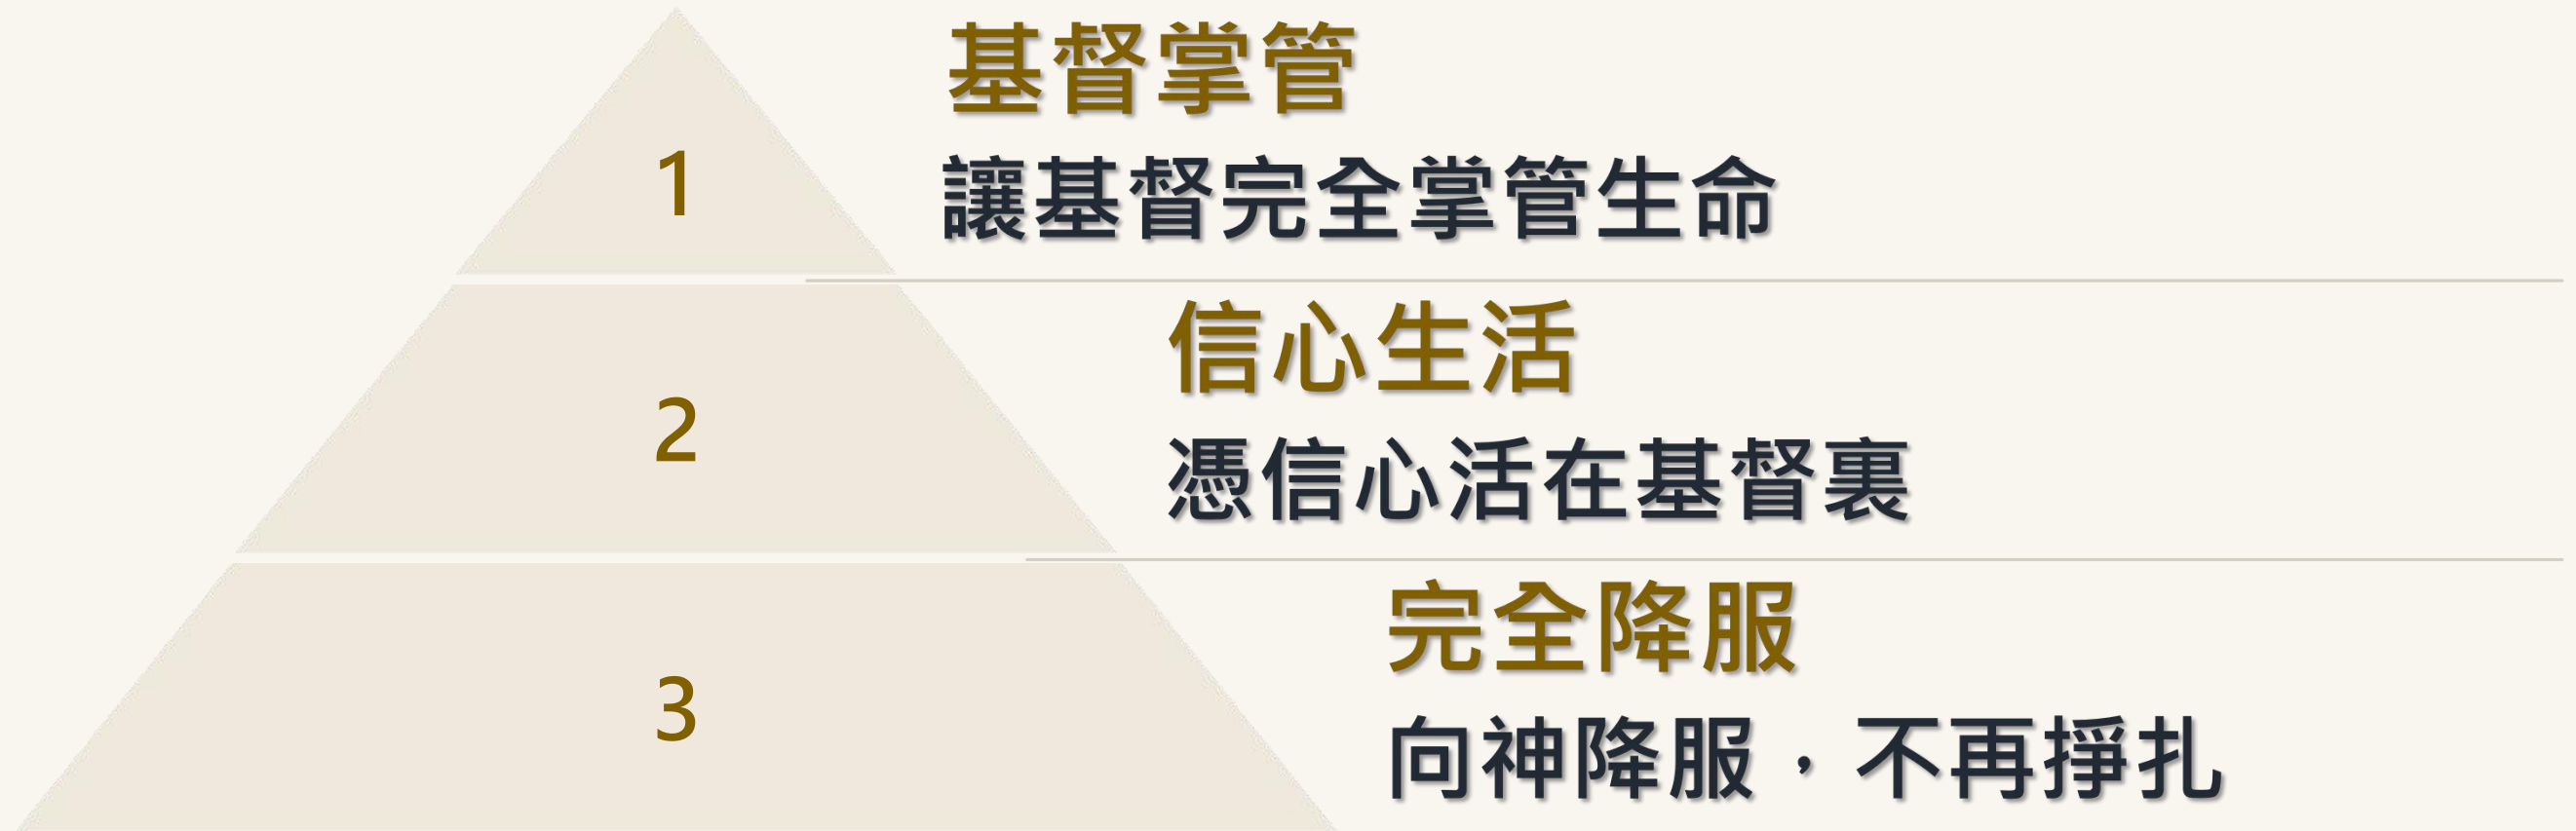 1
基督掌管
讓基督完全掌管生命
2
信心生活
憑信心活在基督裏
3
完全降服
向神降服，不再掙扎